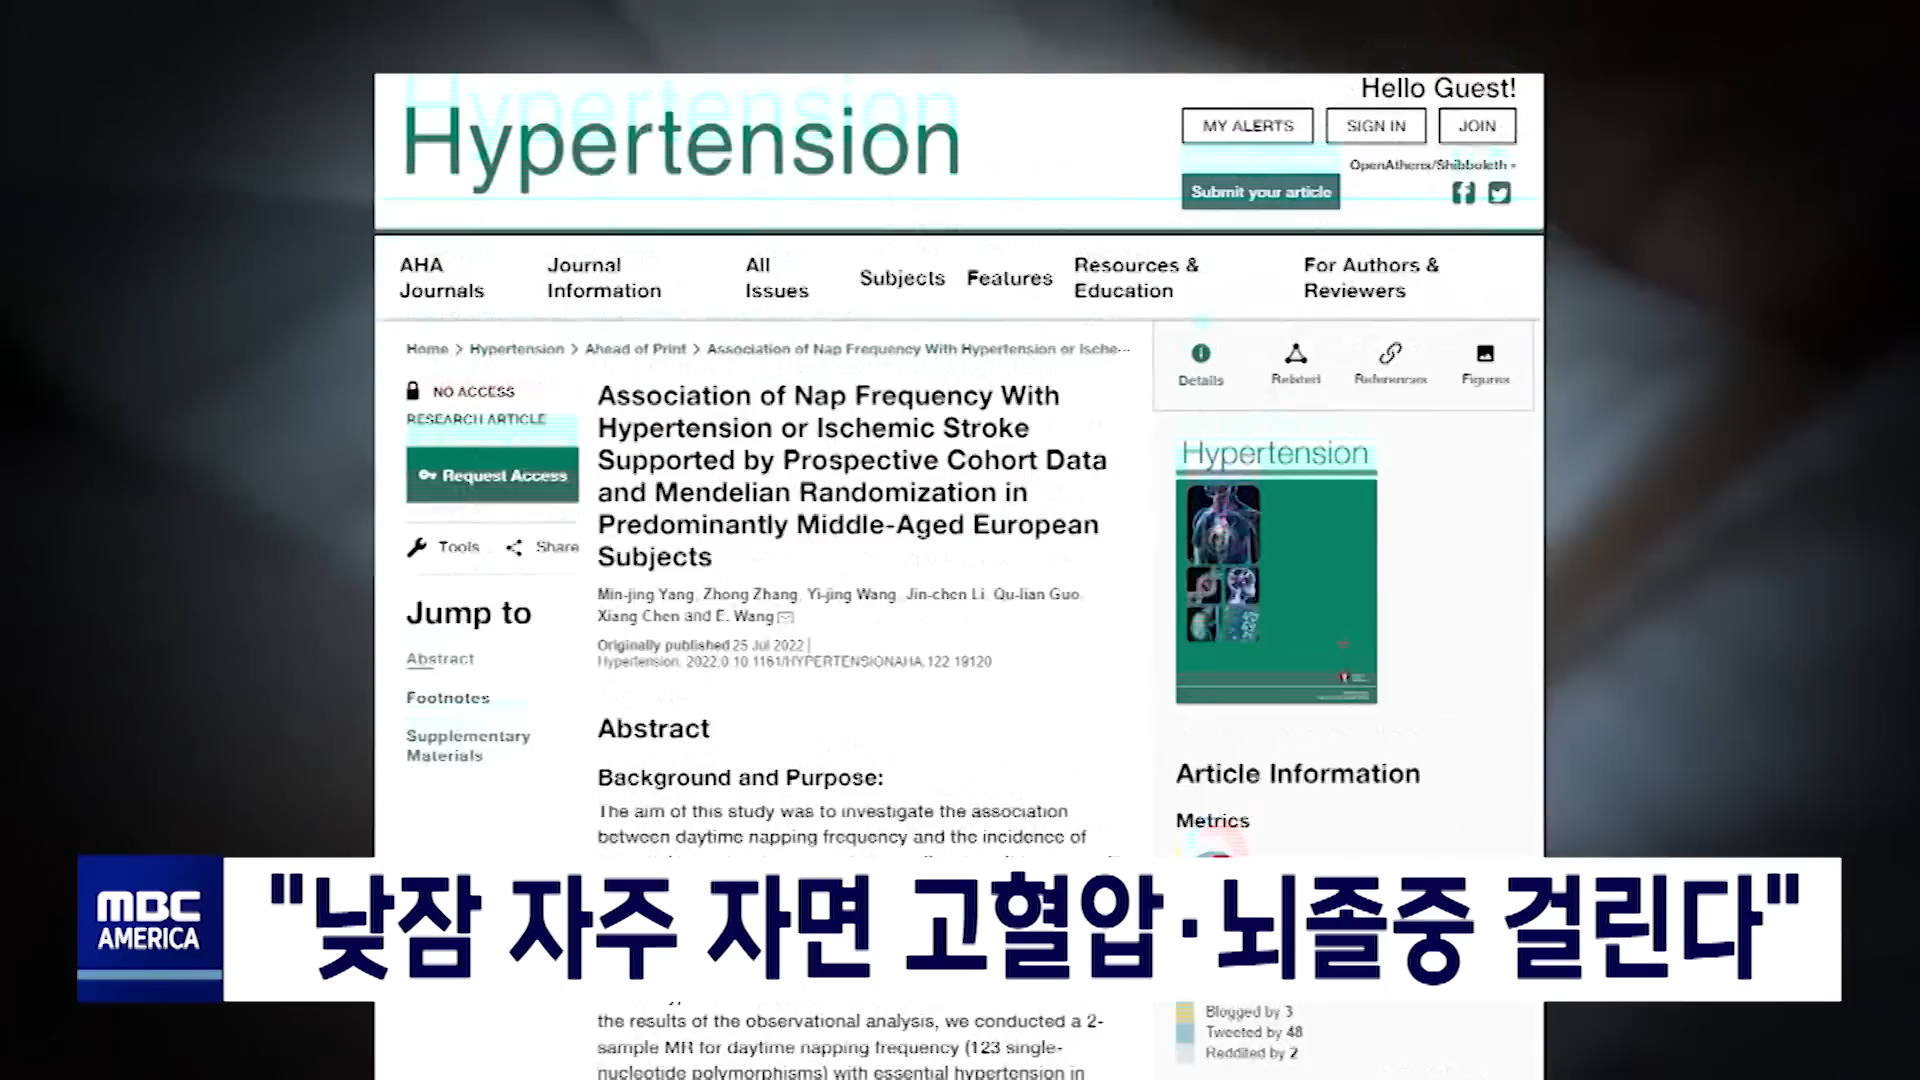 Hypertension
Hello Guest!
MY ALERTS
SIGN IN
JOIN
OpenAthens/Shibboleth
Submit your article
AHA Journals
Journal Information
All Issues
Subjects
Features
Resources & Education
For Authors & Reviewers
Home > Hypertension > Ahead of Print > Association of Nap Frequency With Hypertension or Ische...
NO ACCESS
RESEARCH ARTICLE
Request Access
Tools
Share
Jump to
Abstract
Footnotes
Supplementary
Materials
Association of Nap Frequency With
Hypertension or Ischemic Stroke
Supported by Prospective Cohort Data
and Mendelian Randomization in
Predominantly Middle-Aged European
Subjects
Min-jing Yang, Zhong Zhang, Yi-jing Wang, Jin-chen Li, Qu-lian Guo,
Xiang Chen and E. Wang
Originally published 25 Jul 2022 |
Hypertension. 2022;0:10.1161/HYPERTENSIONAHA.122.19120
Abstract
Background and Purpose:
The aim of this study was to investigate the association
between daytime napping frequency and the incidence of
Details
Related
References
Figures
Hypertension
Article Information
Metrics
MBC
AMERICA
"낮잠 자주 자면 고혈압·뇌졸중 걸린다"
the results of the observational analysis, we conducted a 2-
sample MR for daytime napping frequency (123 single-
nucleotide polymorphisms) with essential hypertension in
Blogged by 3
Tweeted by 48
Reddited by 2